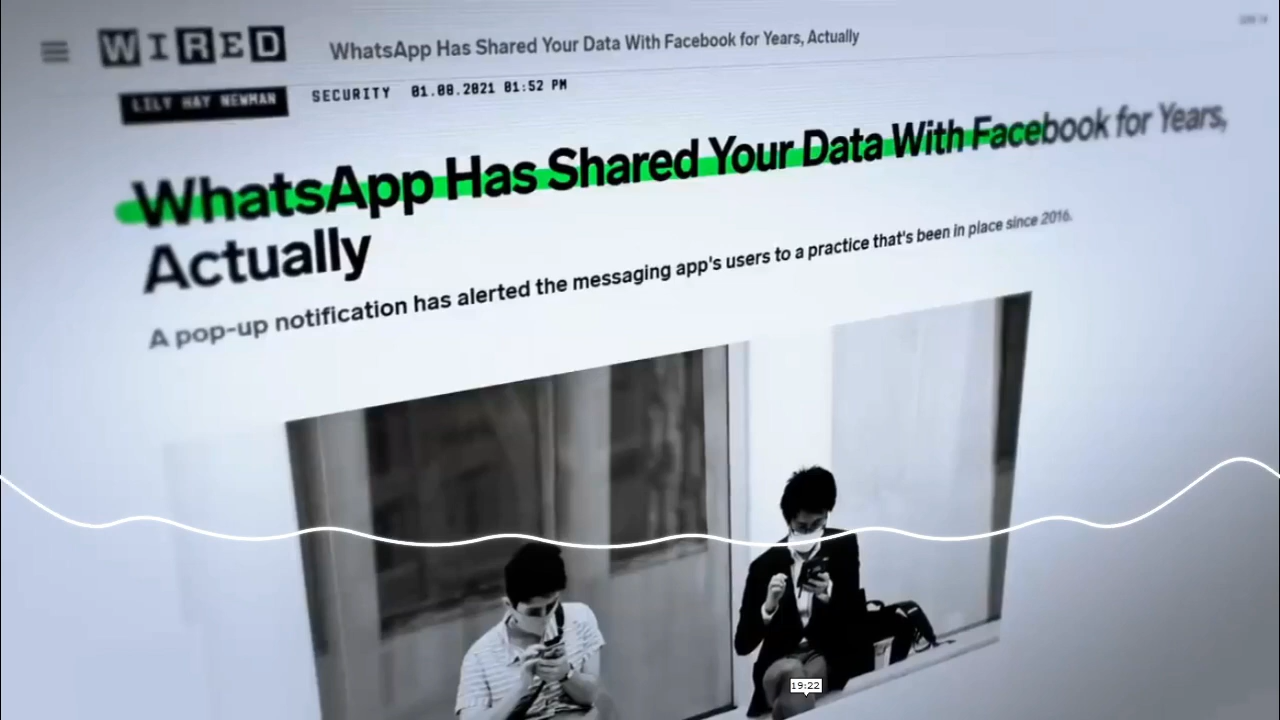 WIRED
WhatsApp Has Shared Your Data With Facebook for Years, Actually
LILY HAY NEWMAN
SECURITY 01.08.2021 01:52 PM
WhatsApp Has Shared Your Data With Facebook for Years,
Actually
A pop-up notification has alerted the messaging app's users to a practice that's been in place since 2016.
19:22